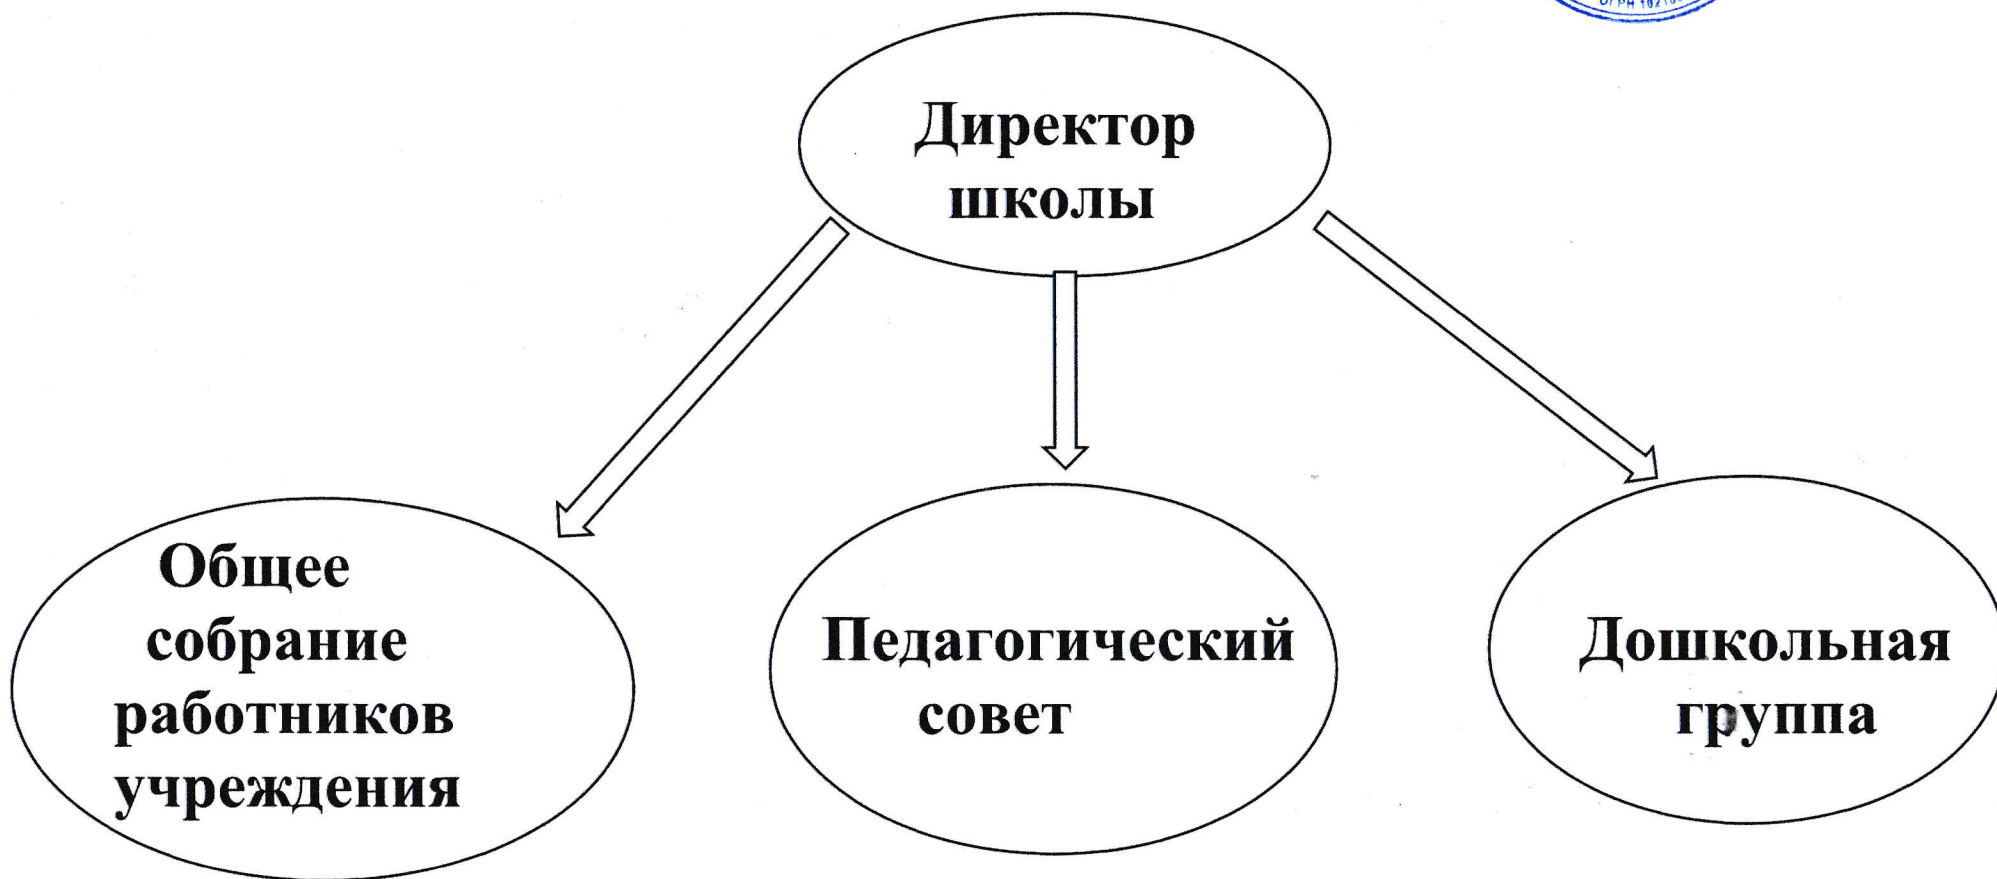 Директор
школы
Общее
собрание
работников
учреждения
Педагогический
совет
Дошкольная
группа